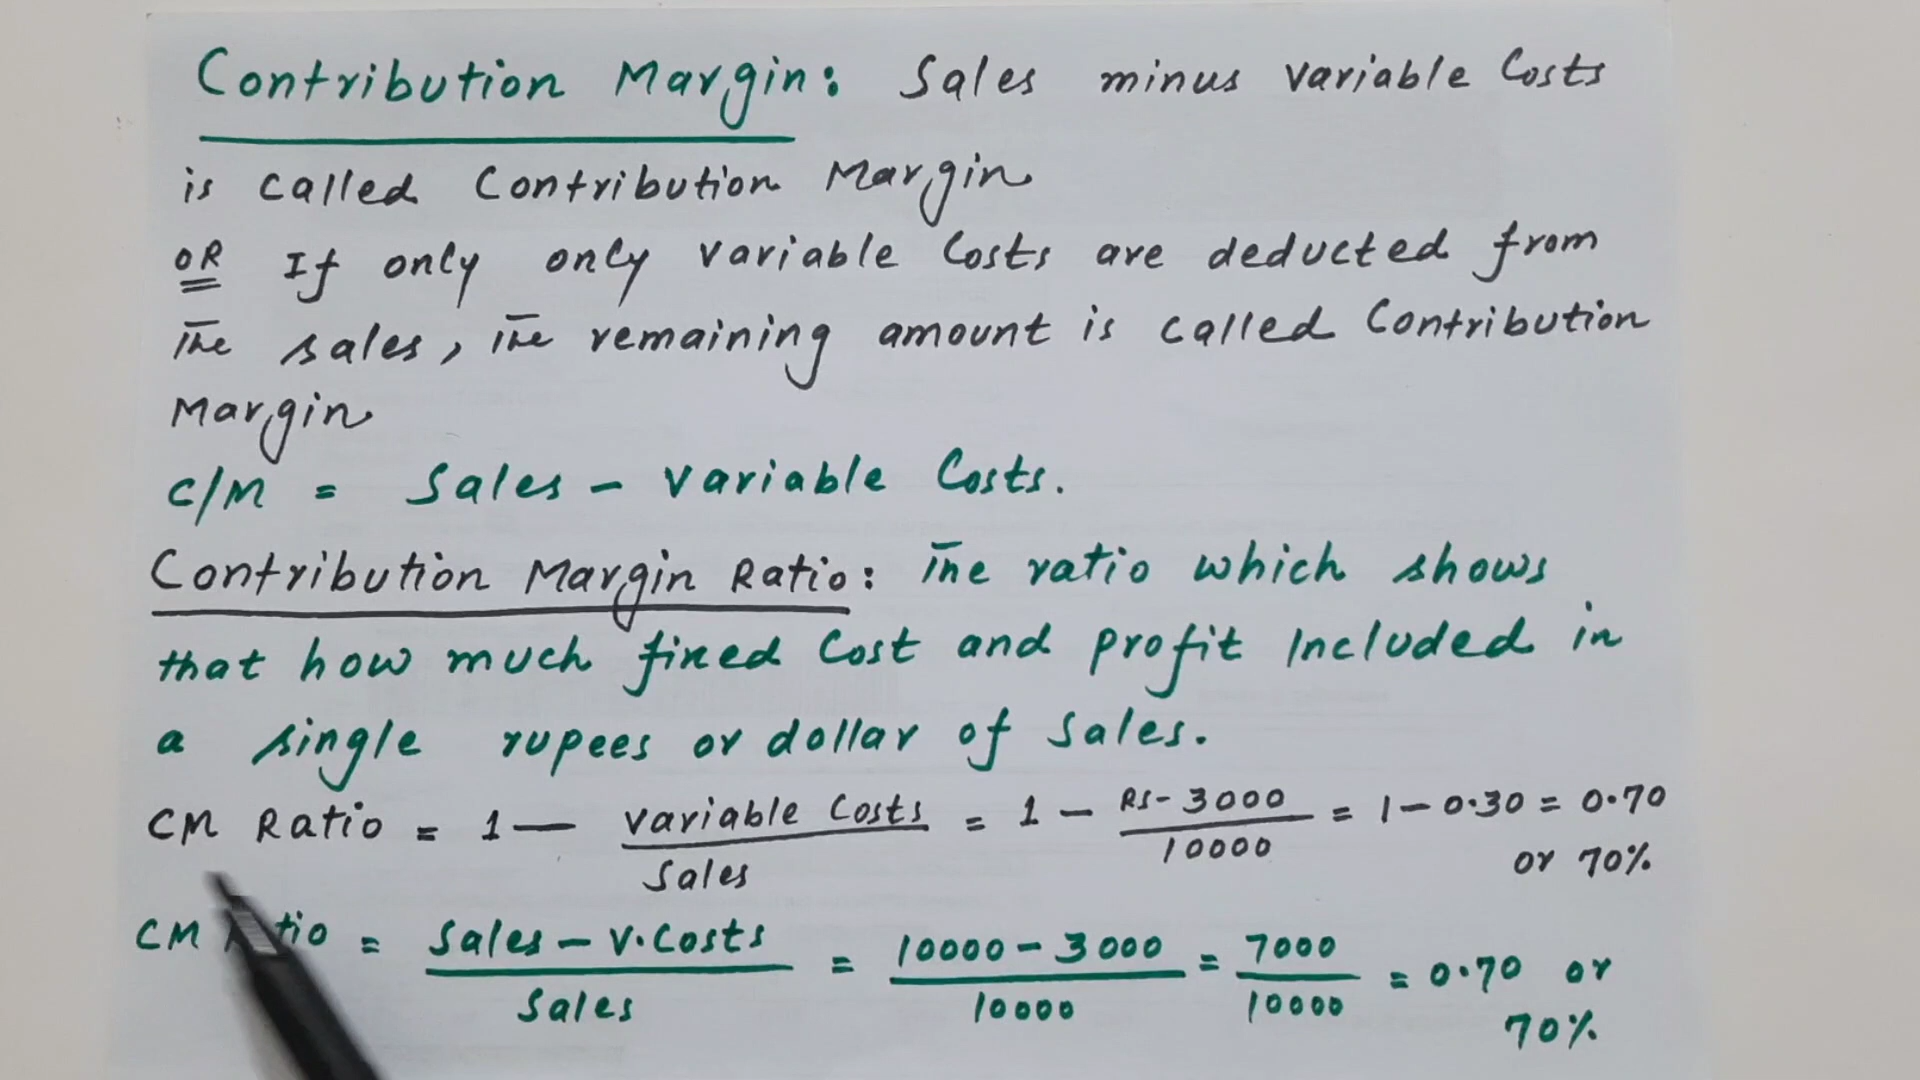 Contribution Margin: Sales minus variable Costs
is called Contribution Margin
OR If only only variable Costs are deducted from
The sales, The remaining amount is called Contribution
Margin
C/M = Sales - Variable Costs.
Contribution Margin Ratio: The ratio which shows
that how much fixed Cost and profit Included in
a single rupees or dollar of Sales.
CM Ratio = 1 — Variable Costs / Sales = 1 - RS- 3000 / 10000 = 1 - 0.30 = 0.70
or 70%
CM Ratio = Sales - V.Costs / Sales = 10000 - 3000 / 10000 = 7000 / 10000 = 0.70 or
70%